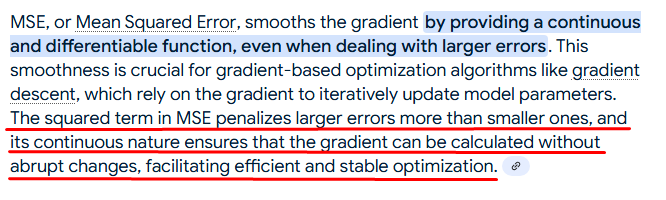 MSE, or Mean Squared Error, smooths the gradient by providing a continuous
and differentiable function, even when dealing with larger errors. This
smoothness is crucial for gradient-based optimization algorithms like gradient
descent, which rely on the gradient to iteratively update model parameters.
The squared term in MSE penalizes larger errors more than smaller ones, and
its continuous nature ensures that the gradient can be calculated without
abrupt changes, facilitating efficient and stable optimization.